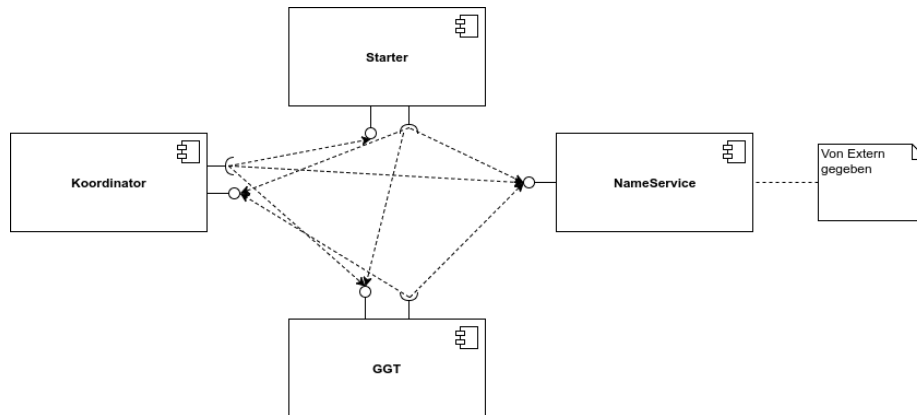 Starter
Koordinator
NameService
Von Extern
gegeben
GGT